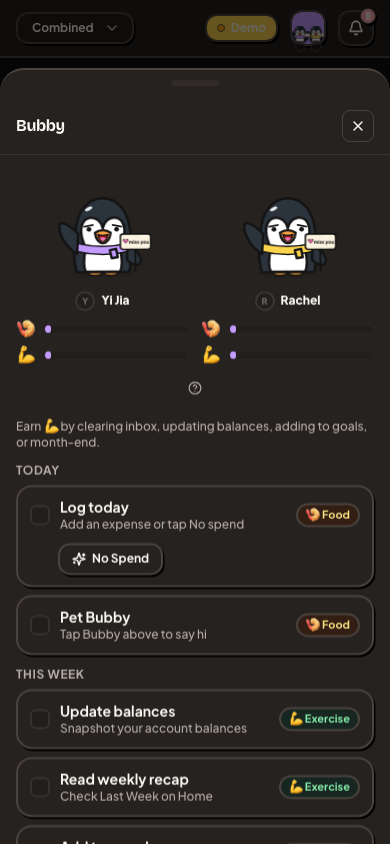 Combined
Demo
8
Bubby
miss you
miss you
Y Yi Jia
R Rachel
Earn 💪 by clearing inbox, updating balances, adding to goals,
or month-end.
TODAY
Log today
Add an expense or tap No spend
Food
No Spend
Pet Bubby
Tap Bubby above to say hi
Food
THIS WEEK
Update balances
Snapshot your account balances
Exercise
Read weekly recap
Check Last Week on Home
Exercise